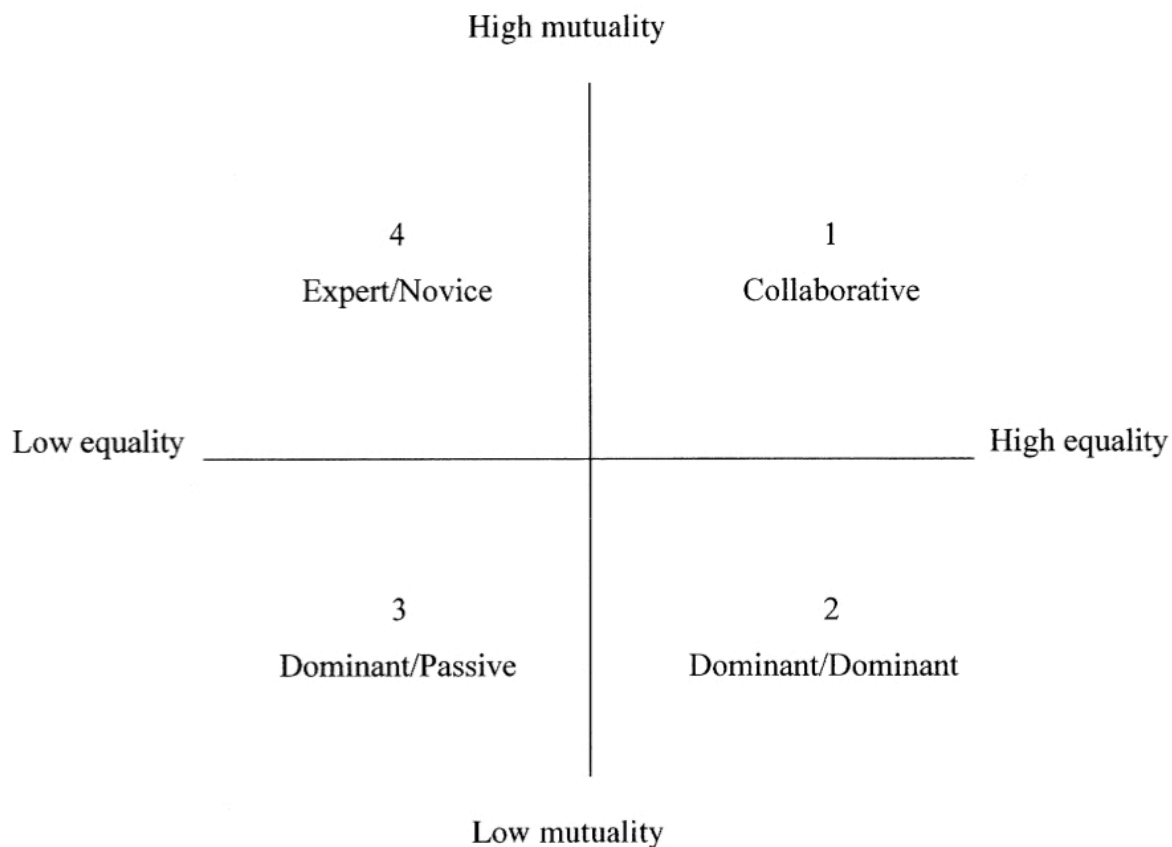 High mutuality
4
Expert/Novice
1
Collaborative
Low equality
High equality
3
Dominant/Passive
2
Dominant/Dominant
Low mutuality